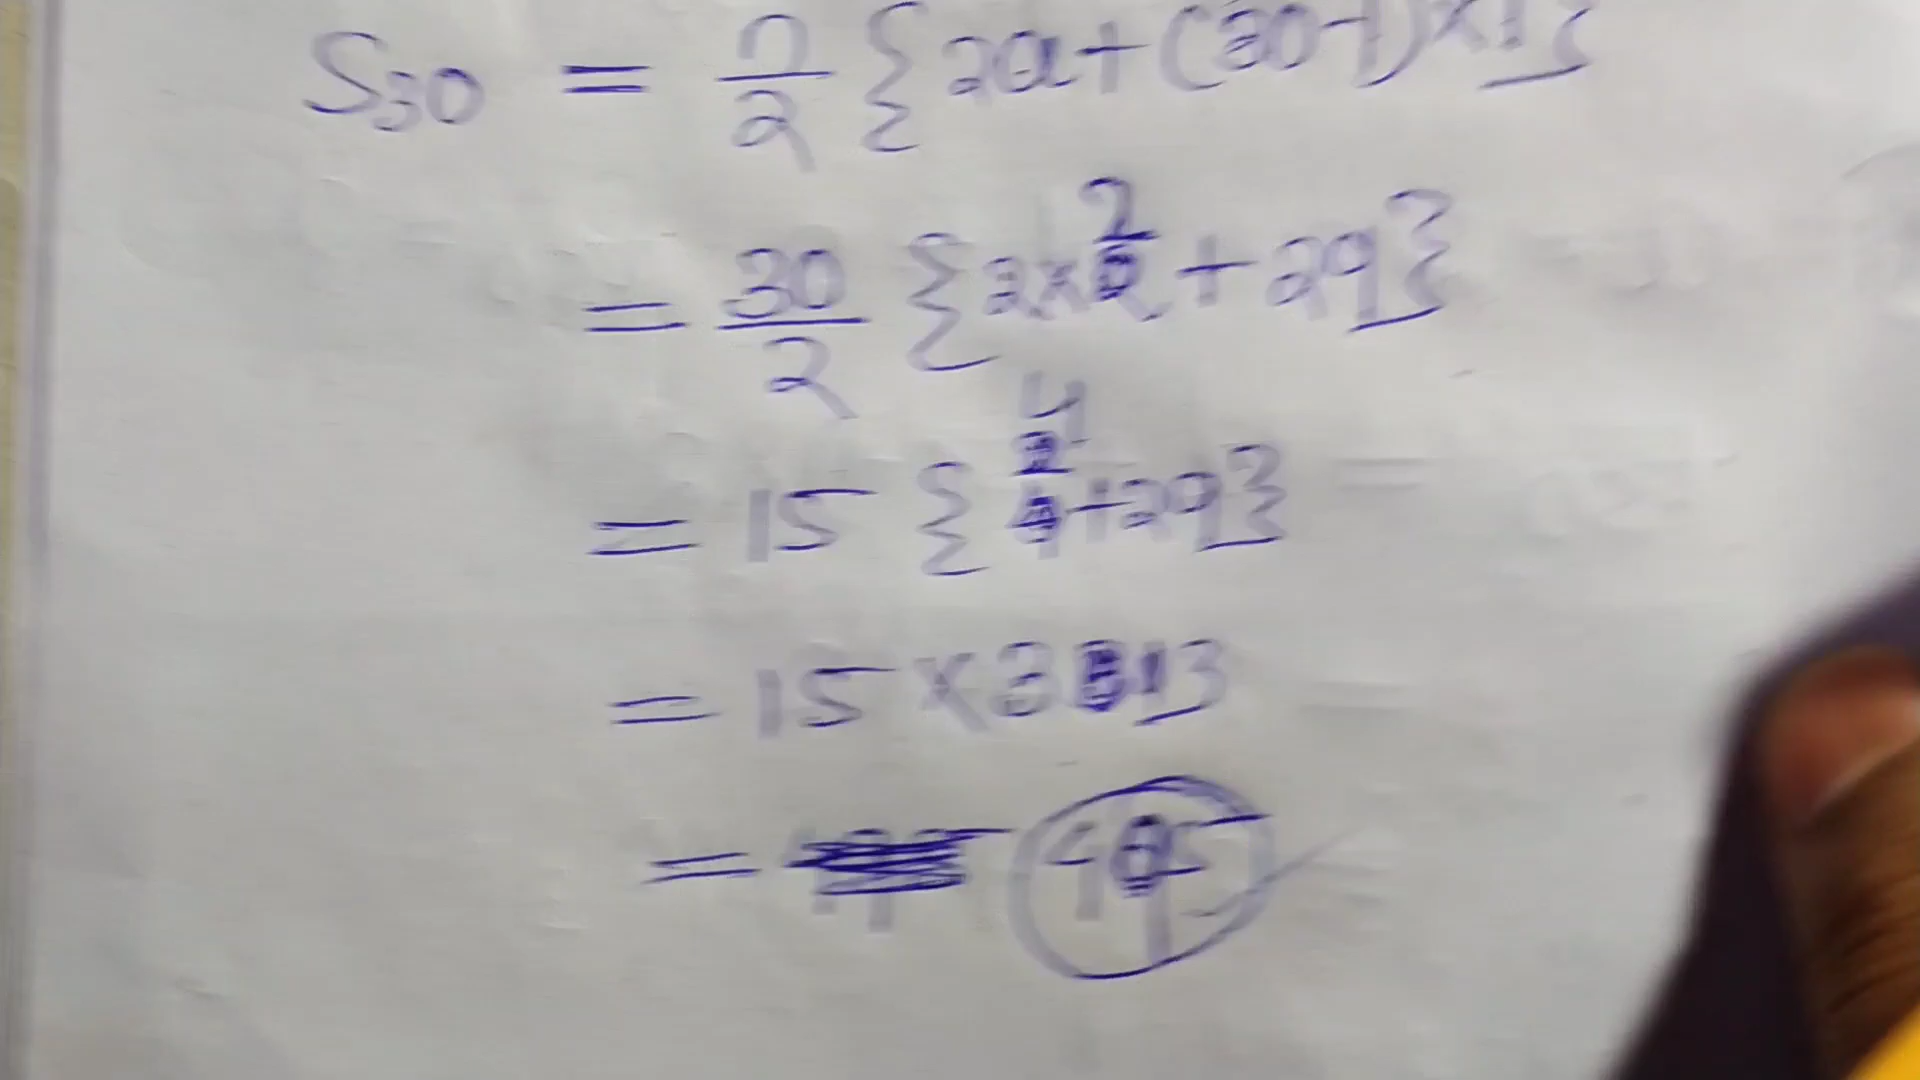 S30 = n/2 {2a+(30-1)×1}
= 30/2 {2×2+29}
= 15 {4+29}
= 15 × 33
= 495